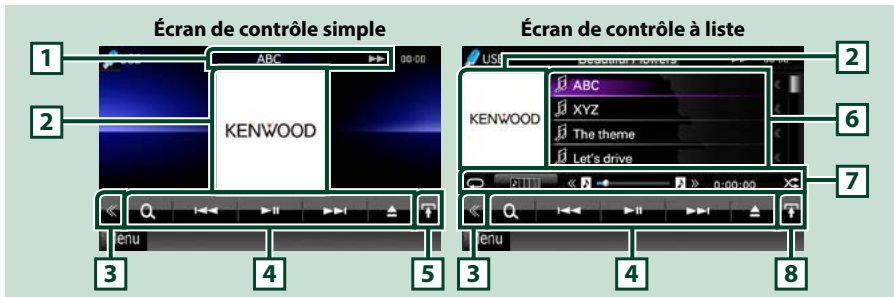 Écran de contrôle simple
Écran de contrôle à liste
1
USB
ABC
00:00
2
KENWOOD
3
4
5
enu
USB
Beautiful Flowers
2
KENWOOD
ABC
XYZ
The theme
Let's drive
6
0:00:00
7
enu
3
4
8